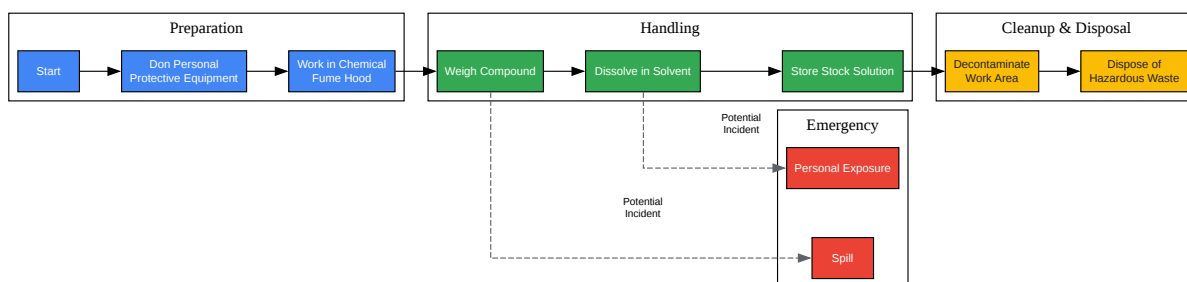 Preparation
Start
Don Personal
Protective Equipment
Work in Chemical
Fume Hood
Handling
Weigh Compound
Dissolve in Solvent
Store Stock Solution
Cleanup & Disposal
Decontaminate
Work Area
Dispose of
Hazardous Waste
Potential
Incident
Emergency
Personal Exposure
Potential
Incident
Spill